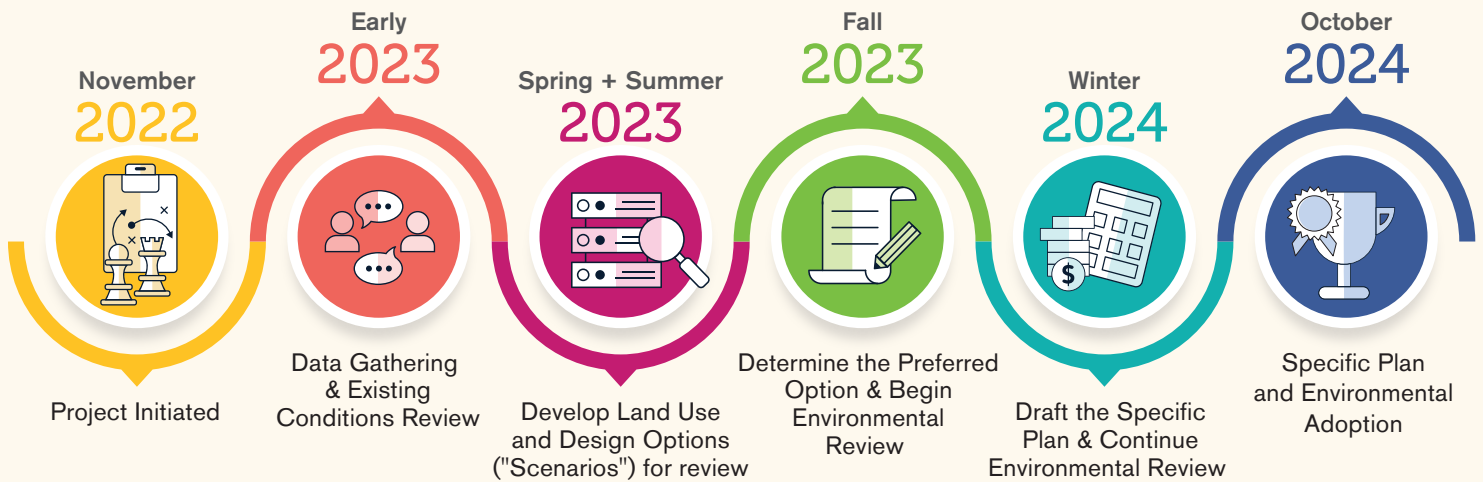 November
2022
Project Initiated
Early
2023
Data Gathering
& Existing
Conditions Review
Spring + Summer
2023
Develop Land Use
and Design Options
("Scenarios") for review
Fall
2023
Determine the Preferred
Option & Begin
Environmental
Review
Winter
2024
$
Draft the Specific
Plan & Continue
Environmental Review
October
2024
Specific Plan
and Environmental
Adoption